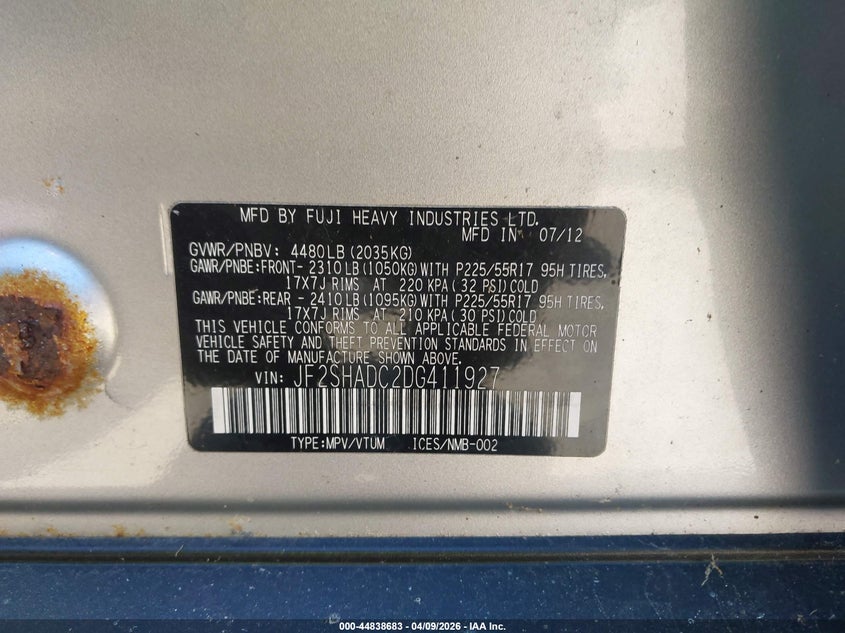 MFD BY FUJI HEAVY INDUSTRIES LTD.
MFD IN 07/12
GVWR/PNBV: 4480LB(2035KG)
GAWR/PNBE:FRONT- 2310LB(1050KG)WITH P225/55R17 95H TIRES,
17X7J RIMS AT 220 KPA(32 PSI)COLD
GAWR/PNBE:REAR - 2410LB(1095KG)WITH P225/55R17 95H TIRES,
17X7J RIMS AT 210 KPA(30 PSI)COLD
THIS VEHICLE CONFORMS TO ALL APPLICABLE FEDERAL MOTOR
VEHICLE SAFETY AND THEFT PREVENTION STANDARDS IN EFFECT ON
THE DATE OF MANUFACTURE SHOWN ABOVE.
VIN: JF2SHADC2DG411927
TYPE:MPV/VTUM ICES/NMB-002
000-44838683 - 04/09/2026 - IAA Inc.